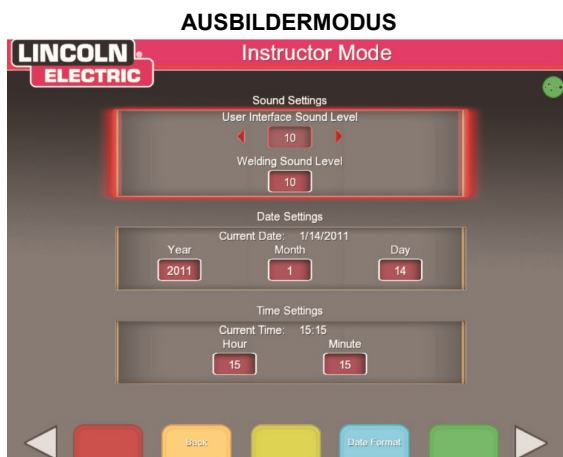 AUSBILDERMODUS
LINCOLN
ELECTRIC
Instructor Mode
Sound Settings
User Interface Sound Level
10
Welding Sound Level
10
Date Settings
Current Date: 1/14/2011
Year Month Day
2011 1 14
Time Settings
Current Time: 15:15
Hour Minute
15 15
Back Date Format